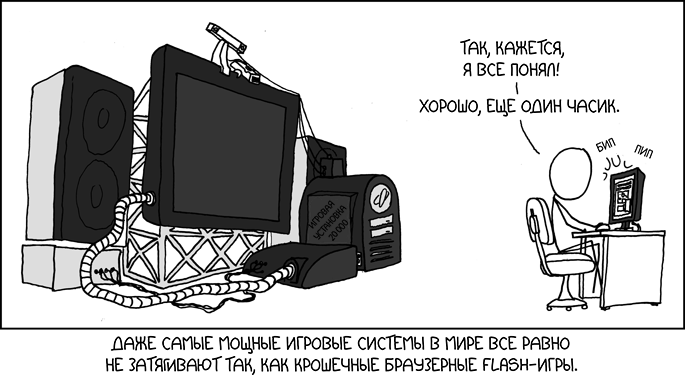 ТАК, КАЖЕТСЯ,
Я ВСЕ ПОНЯЛ!
ХОРОШО, ЕЩЕ ОДИН ЧАСИК.
БИП
ПИП
ИГРОВАЯ
УСТАНОВКА
20000
ДАЖЕ САМЫЕ МОЩНЫЕ ИГРОВЫЕ СИСТЕМЫ В МИРЕ ВСЕ РАВНО
НЕ ЗАТЯГИВАЮТ ТАК, КАК КРОШЕЧНЫЕ БРАУЗЕРНЫЕ FLASH-ИГРЫ.